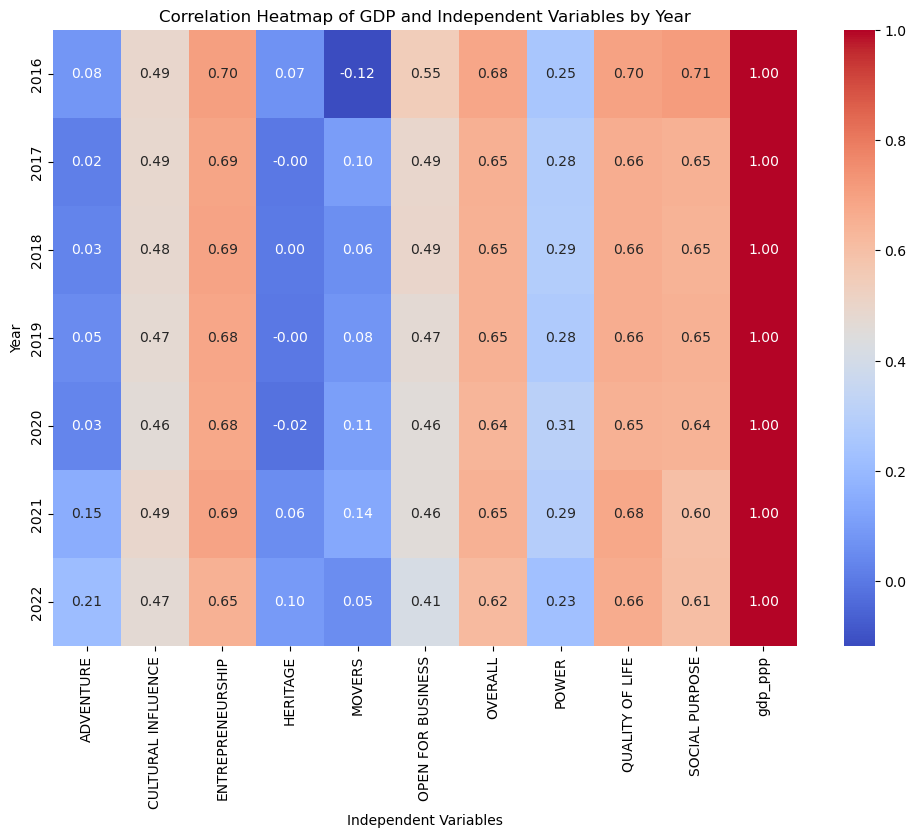 Correlation Heatmap of GDP and Independent Variables by Year
2016 0.08 0.49 0.70 0.07 -0.12 0.55 0.68 0.25 0.70 0.71 1.00
2017 0.02 0.49 0.69 -0.00 0.10 0.49 0.65 0.28 0.66 0.65 1.00
2018 0.03 0.48 0.69 0.00 0.06 0.49 0.65 0.29 0.66 0.65 1.00
2019 0.05 0.47 0.68 -0.00 0.08 0.47 0.65 0.28 0.66 0.65 1.00
2020 0.03 0.46 0.68 -0.02 0.11 0.46 0.64 0.31 0.65 0.64 1.00
2021 0.15 0.49 0.69 0.06 0.14 0.46 0.65 0.29 0.68 0.60 1.00
2022 0.21 0.47 0.65 0.10 0.05 0.41 0.62 0.23 0.66 0.61 1.00
Year
ADVENTURE
CULTURAL INFLUENCE
ENTREPRENEURSHIP
HERITAGE
MOVERS
OPEN FOR BUSINESS
OVERALL
POWER
QUALITY OF LIFE
SOCIAL PURPOSE
gdp_ppp
Independent Variables
1.0
0.8
0.6
0.4
0.2
0.0